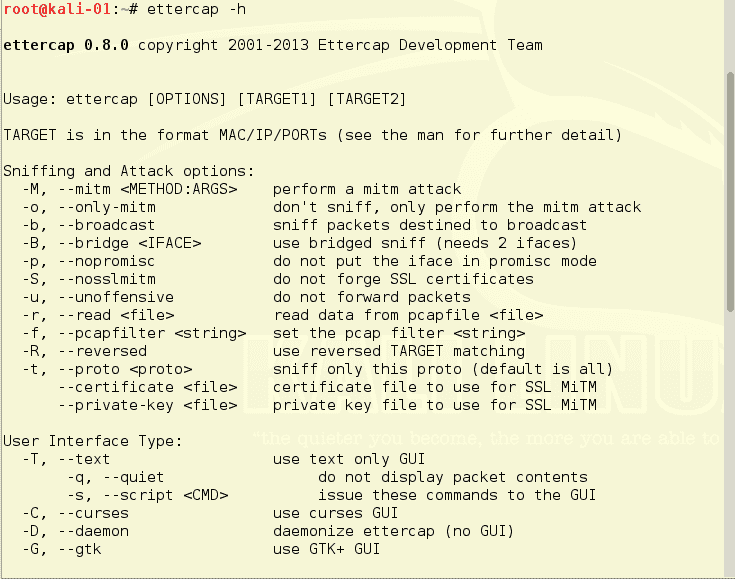 root@kali-01:~# ettercap -h
ettercap 0.8.0 copyright 2001-2013 Ettercap Development Team
Usage: ettercap [OPTIONS] [TARGET1] [TARGET2]
TARGET is in the format MAC/IP/PORTs (see the man for further detail)
Sniffing and Attack options:
  -M, --mitm <METHOD:ARGS>    perform a mitm attack
  -o, --only-mitm             don't sniff, only perform the mitm attack
  -b, --broadcast             sniff packets destined to broadcast
  -B, --bridge <IFACE>        use bridged sniff (needs 2 ifaces)
  -p, --nopromisc             do not put the iface in promisc mode
  -S, --nosslmitm             do not forge SSL certificates
  -u, --unoffensive           do not forward packets
  -r, --read <file>           read data from pcapfile <file>
  -f, --pcapfilter <string>   set the pcap filter <string>
  -R, --reversed              use reversed TARGET matching
  -t, --proto <proto>         sniff only this proto (default is all)
      --certificate <file>    certificate file to use for SSL MiTM
      --private-key <file>    private key file to use for SSL MiTM
User Interface Type:
  -T, --text                  use text only GUI
       -q, --quiet                 do not display packet contents
       -s, --script <CMD>          issue these commands to the GUI
  -C, --curses                use curses GUI
  -D, --daemon                daemonize ettercap (no GUI)
  -G, --gtk                   use GTK+ GUI
KALI LINU
"the quieter you become, the more you are able to